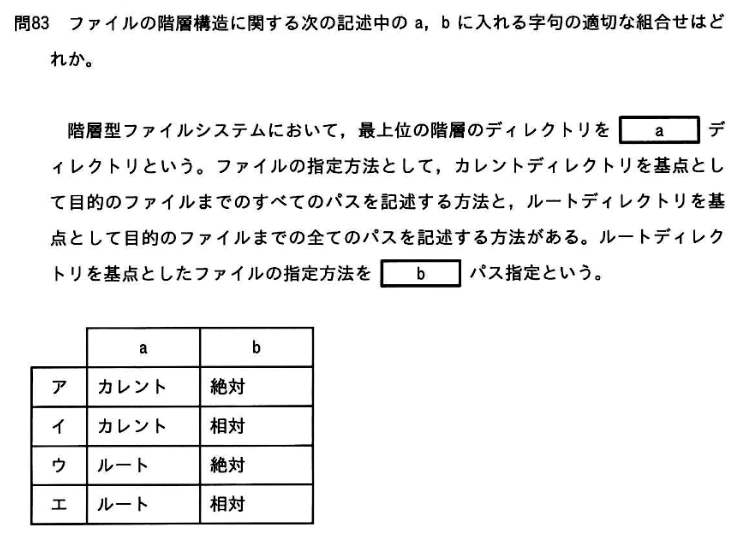 問83　ファイルの階層構造に関する次の記述中の a，b に入れる字句の適切な組合せはど
れか。
階層型ファイルシステムにおいて，最上位の階層のディレクトリを a デ
ィレクトリという。ファイルの指定方法として，カレントディレクトリを基点とし
て目的のファイルまでのすべてのパスを記述する方法と，ルートディレクトリを基
点として目的のファイルまでの全てのパスを記述する方法がある。ルートディレク
トリを基点としたファイルの指定方法を b パス指定という。
a b
ア カレント 絶対
イ カレント 相対
ウ ルート 絶対
エ ルート 相対